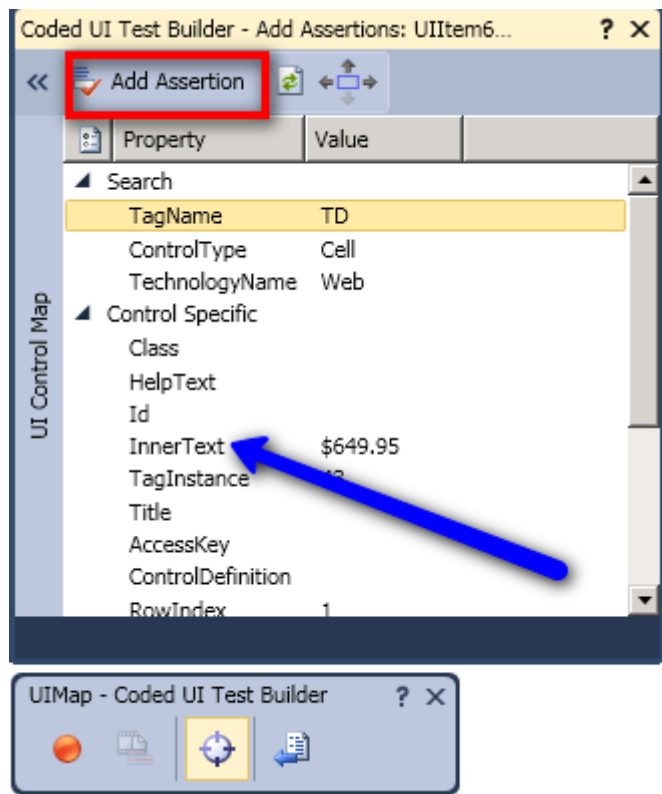 Coded UI Test Builder - Add Assertions: UIItem6... ? ×
« Add Assertion
Property Value
Search
TagName TD
ControlType Cell
TechnologyName Web
Control Specific
Class
HelpText
Id
InnerText $649.95
TagInstance
Title
AccessKey
ControlDefinition
RowIndex 1
UI Control Map
UIMap - Coded UI Test Builder ? ×